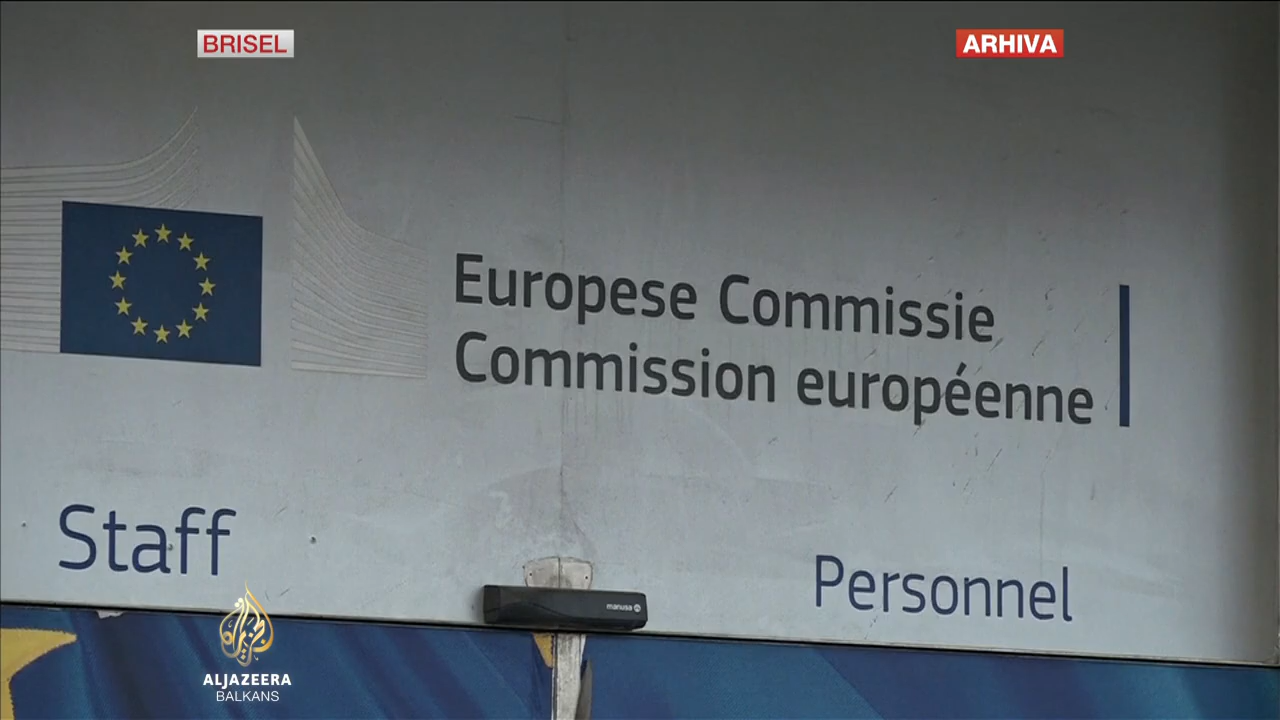 BRISEL
ARHIVA
Europese Commissie
Commission européenne
Staff
Personnel
manusa
ALJAZEERA
BALKANS